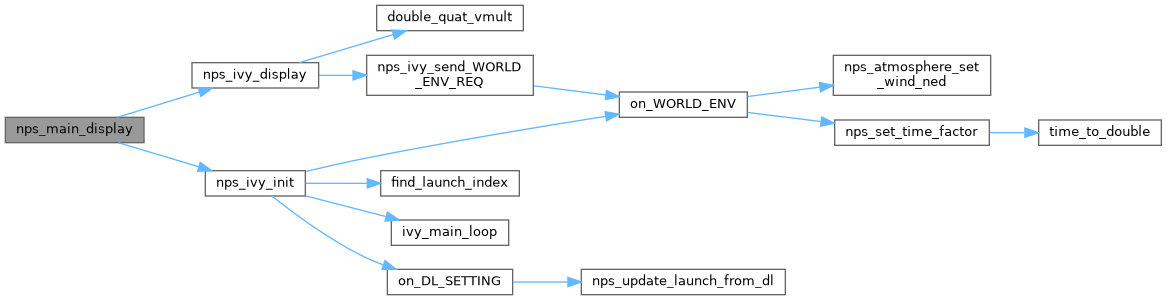 nps_main_display
nps_ivy_display
double_quat_vmult
nps_ivy_send_WORLD
_ENV_REQ
on_WORLD_ENV
nps_atmosphere_set
_wind_ned
nps_set_time_factor
time_to_double
nps_ivy_init
find_launch_index
ivy_main_loop
on_DL_SETTING
nps_update_launch_from_dl